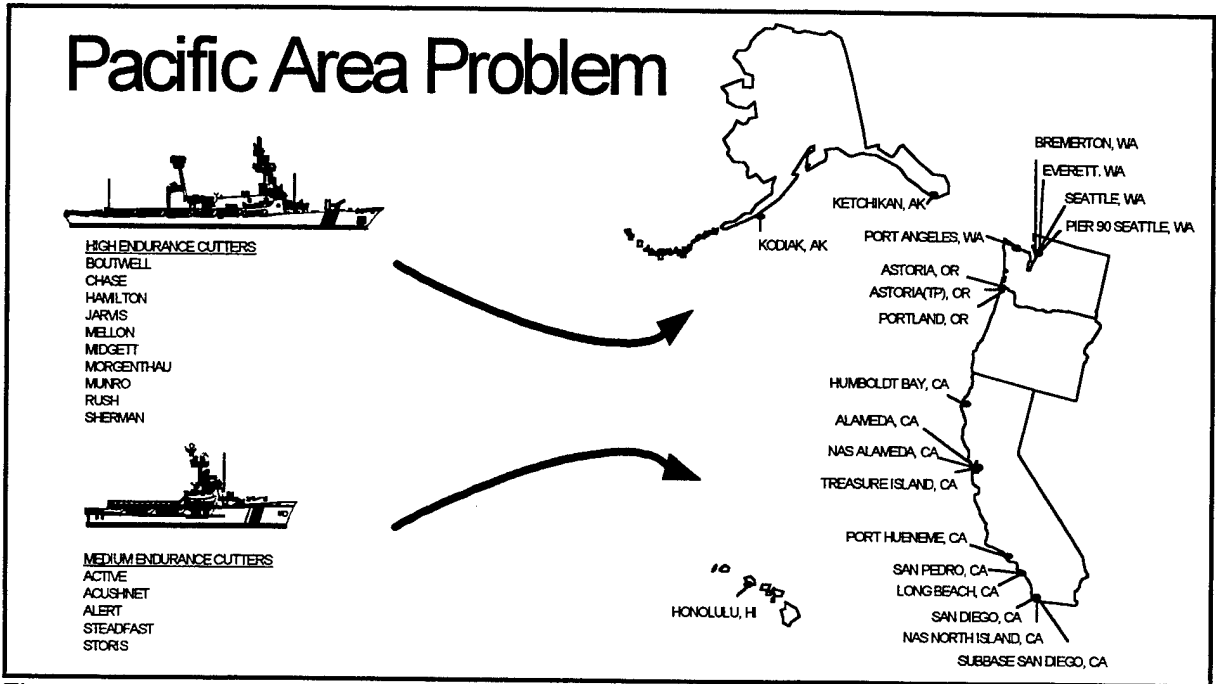 Pacific Area Problem
HIGH ENDURANCE CUTTERS
BOUTWELL
CHASE
HAMILTON
JARVIS
MELLON
MIDGETT
MORGENTHAU
MUNRO
RUSH
SHERMAN
MEDIUM ENDURANCE CUTTERS
ACTIVE
ACUSHNET
ALERT
STEADFAST
STORIS
KETCHIKAN, AK
KODIAK, AK
BREMERTON, WA
EVERETT. WA
SEATTLE, WA
PIER 90 SEATTLE, WA
PORT ANGELES, WA
ASTORIA, OR
ASTORIA(TP), OR
PORTLAND, OR
HUMBOLDT BAY, CA
ALAMEDA, CA
NAS ALAMEDA, CA
TREASURE ISLAND, CA
PORT HUENEME, CA
SAN PEDRO, CA
LONG BEACH, CA
SAN DIEGO, CA
NAS NORTH ISLAND, CA
SUBBASE SAN DIEGO, CA
HONOLULU, HI